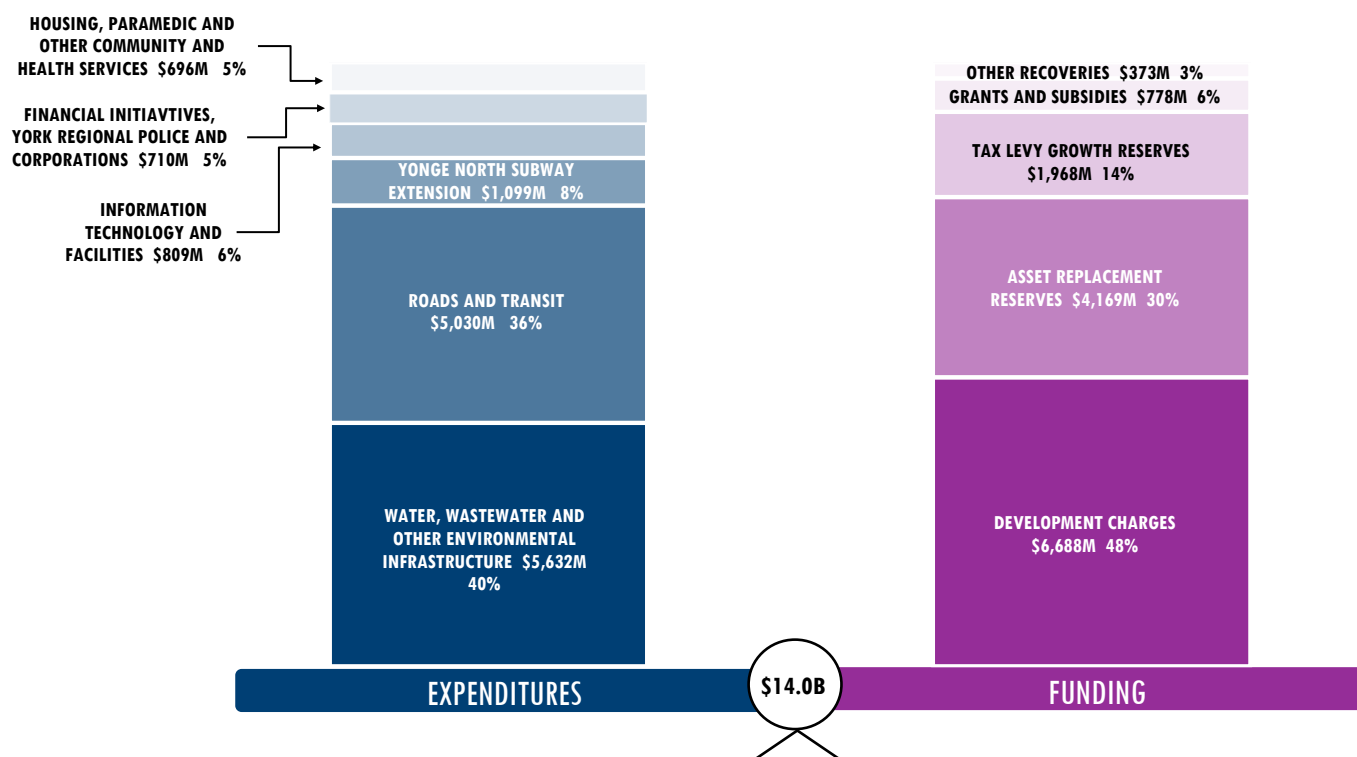 HOUSING, PARAMEDIC AND
OTHER COMMUNITY AND
HEALTH SERVICES $696M 5%
FINANCIAL INITIAVTIVES,
YORK REGIONAL POLICE AND
CORPORATIONS $710M 5%
INFORMATION
TECHNOLOGY AND
FACILITIES $809M 6%
YONGE NORTH SUBWAY
EXTENSION $1,099M 8%
ROADS AND TRANSIT
$5,030M 36%
WATER, WASTEWATER AND
OTHER ENVIRONMENTAL
INFRASTRUCTURE $5,632M
40%
OTHER RECOVERIES $373M 3%
GRANTS AND SUBSIDIES $778M 6%
TAX LEVY GROWTH RESERVES
$1,968M 14%
ASSET REPLACEMENT
RESERVES $4,169M 30%
DEVELOPMENT CHARGES
$6,688M 48%
EXPENDITURES
$14.0B
FUNDING